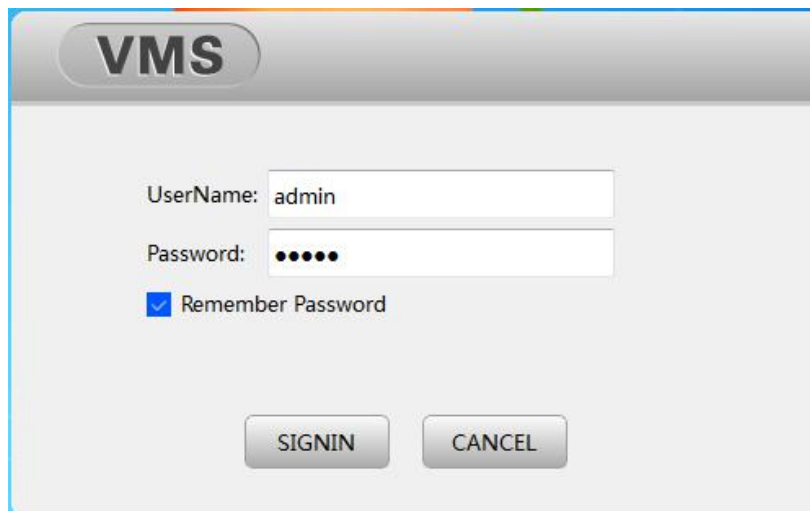 VMS
UserName: admin
Password: •••••
Remember Password
SIGNIN CANCEL